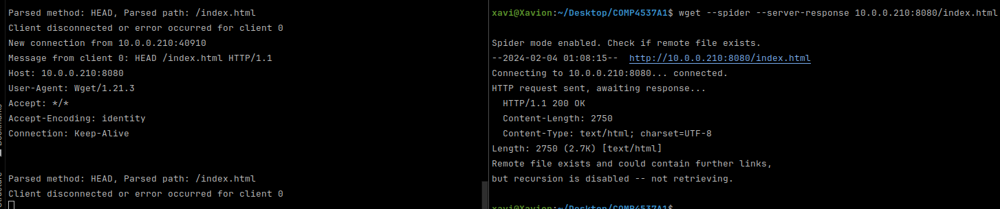 Parsed method: HEAD, Parsed path: /index.html
Client disconnected or error occurred for client 0
New connection from 10.0.0.210:40910
Message from client 0: HEAD /index.html HTTP/1.1
Host: 10.0.0.210:8080
User-Agent: Wget/1.21.3
Accept: */*
Accept-Encoding: identity
Connection: Keep-Alive
Parsed method: HEAD, Parsed path: /index.html
Client disconnected or error occurred for client 0
xavi@Xavion:~/Desktop/COMP4537A1$ wget --spider --server-response 10.0.0.210:8080/index.html
Spider mode enabled. Check if remote file exists.
--2024-02-04 01:08:15--  http://10.0.0.210:8080/index.html
Connecting to 10.0.0.210:8080... connected.
HTTP request sent, awaiting response...
  HTTP/1.1 200 OK
  Content-Length: 2750
  Content-Type: text/html; charset=UTF-8
Length: 2750 (2.7K) [text/html]
Remote file exists and could contain further links,
but recursion is disabled -- not retrieving.
xavi@Xavion:~/Desktop/COMP4537A1$